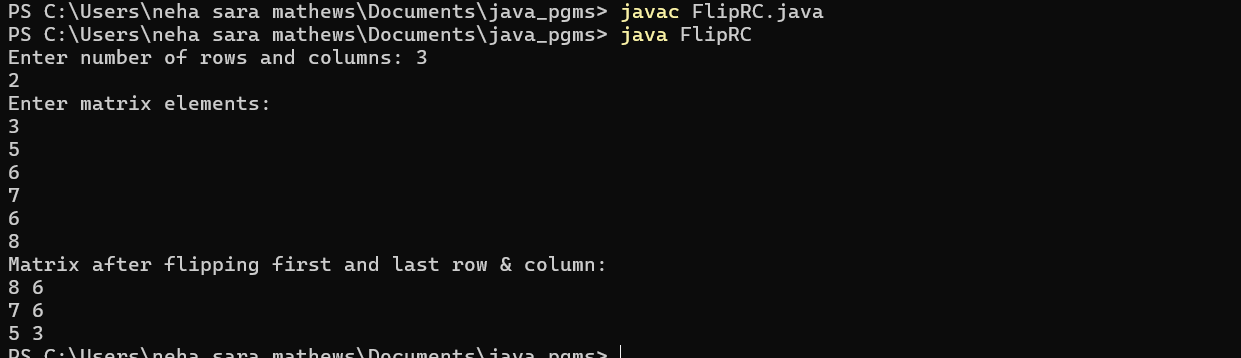 PS C:\Users\neha sara mathews\Documents\java_pgms> javac FlipRC.java
PS C:\Users\neha sara mathews\Documents\java_pgms> java FlipRC
Enter number of rows and columns: 3
2
Enter matrix elements:
3
5
6
7
6
8
Matrix after flipping first and last row & column:
8 6
7 6
5 3
PS C:\Users\neha sara mathews\Documents\java_pgms>